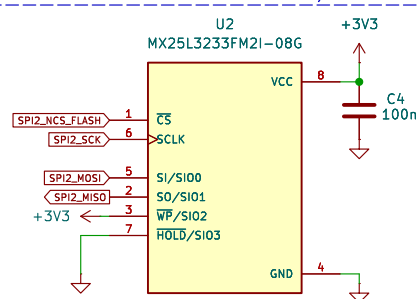 U2
MX25L3233FM2I-08G
+3V3
VCC 8
C4
100n
SPI2_NCS_FLASH 1 CS
SPI2_SCK 6 SCLK
SPI2_MOSI 5 SI/SIO0
SPI2_MISO 2 SO/SIO1
+3V3 3 WP/SIO2
7 HOLD/SIO3
GND 4